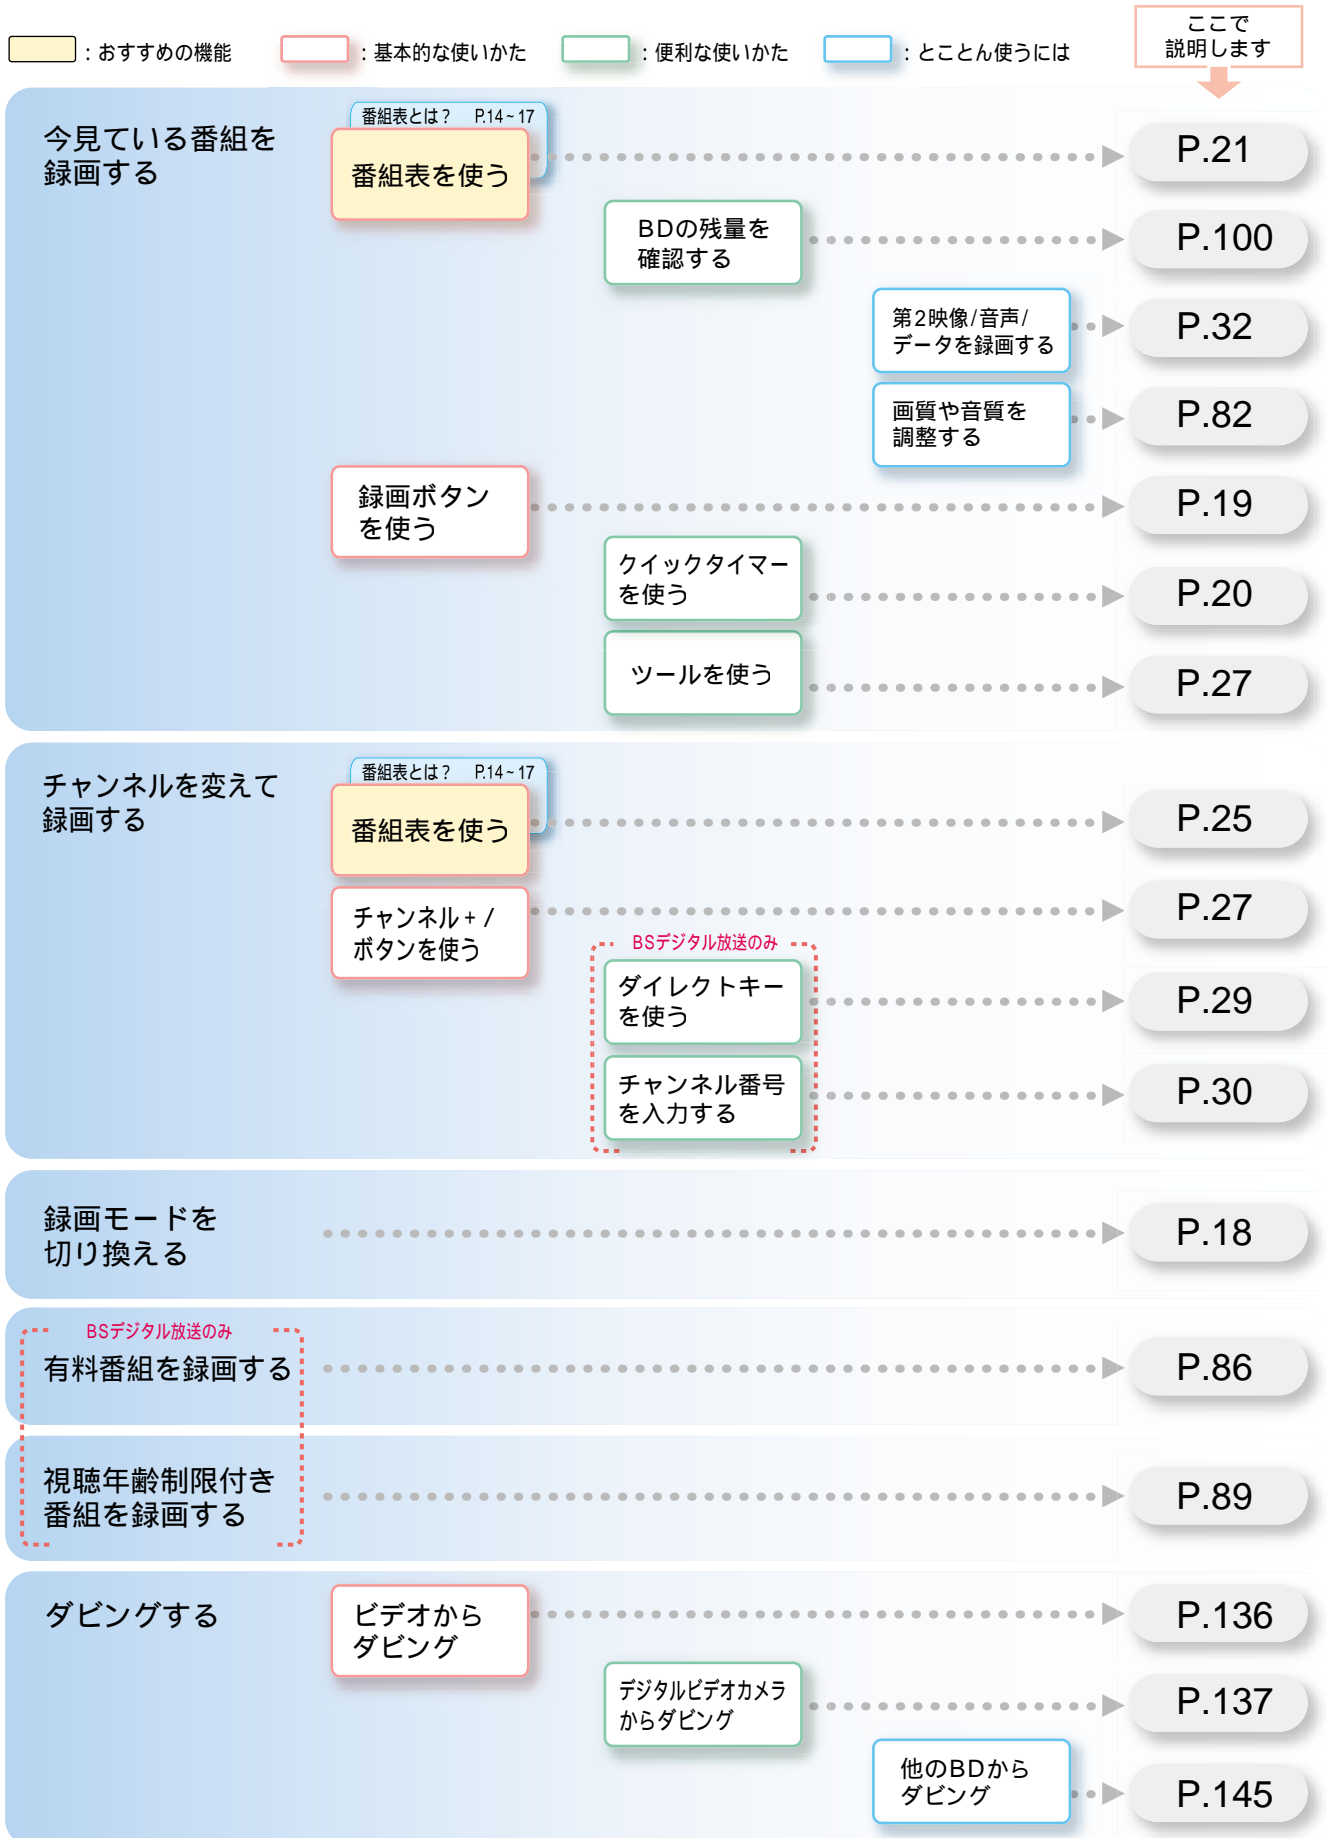 ：おすすめの機能
：基本的な使いかた
：便利な使いかた
：とことん使うには
ここで
説明します
今見ている番組を
録画する
番組表とは？ P.14~17
番組表を使う
P.21
BDの残量を
確認する
P.100
第2映像/音声/
データを録画する
P.32
画質や音質を
調整する
P.82
録画ボタン
を使う
P.19
クイックタイマー
を使う
P.20
ツールを使う
P.27
チャンネルを変えて
録画する
番組表とは？ P.14~17
番組表を使う
P.25
チャンネル+ /
ボタンを使う
P.27
BSデジタル放送のみ
ダイレクトキー
を使う
P.29
チャンネル番号
を入力する
P.30
録画モードを
切り換える
P.18
BSデジタル放送のみ
有料番組を録画する
P.86
視聴年齢制限付き
番組を録画する
P.89
ダビングする
ビデオから
ダビング
P.136
デジタルビデオカメラ
からダビング
P.137
他のBDから
ダビング
P.145